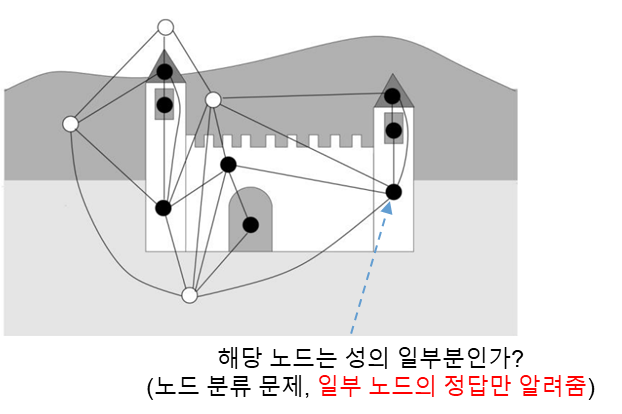 해당 노드는 성의 일부분인가?
(노드 분류 문제, 일부 노드의 정답만 알려줌)